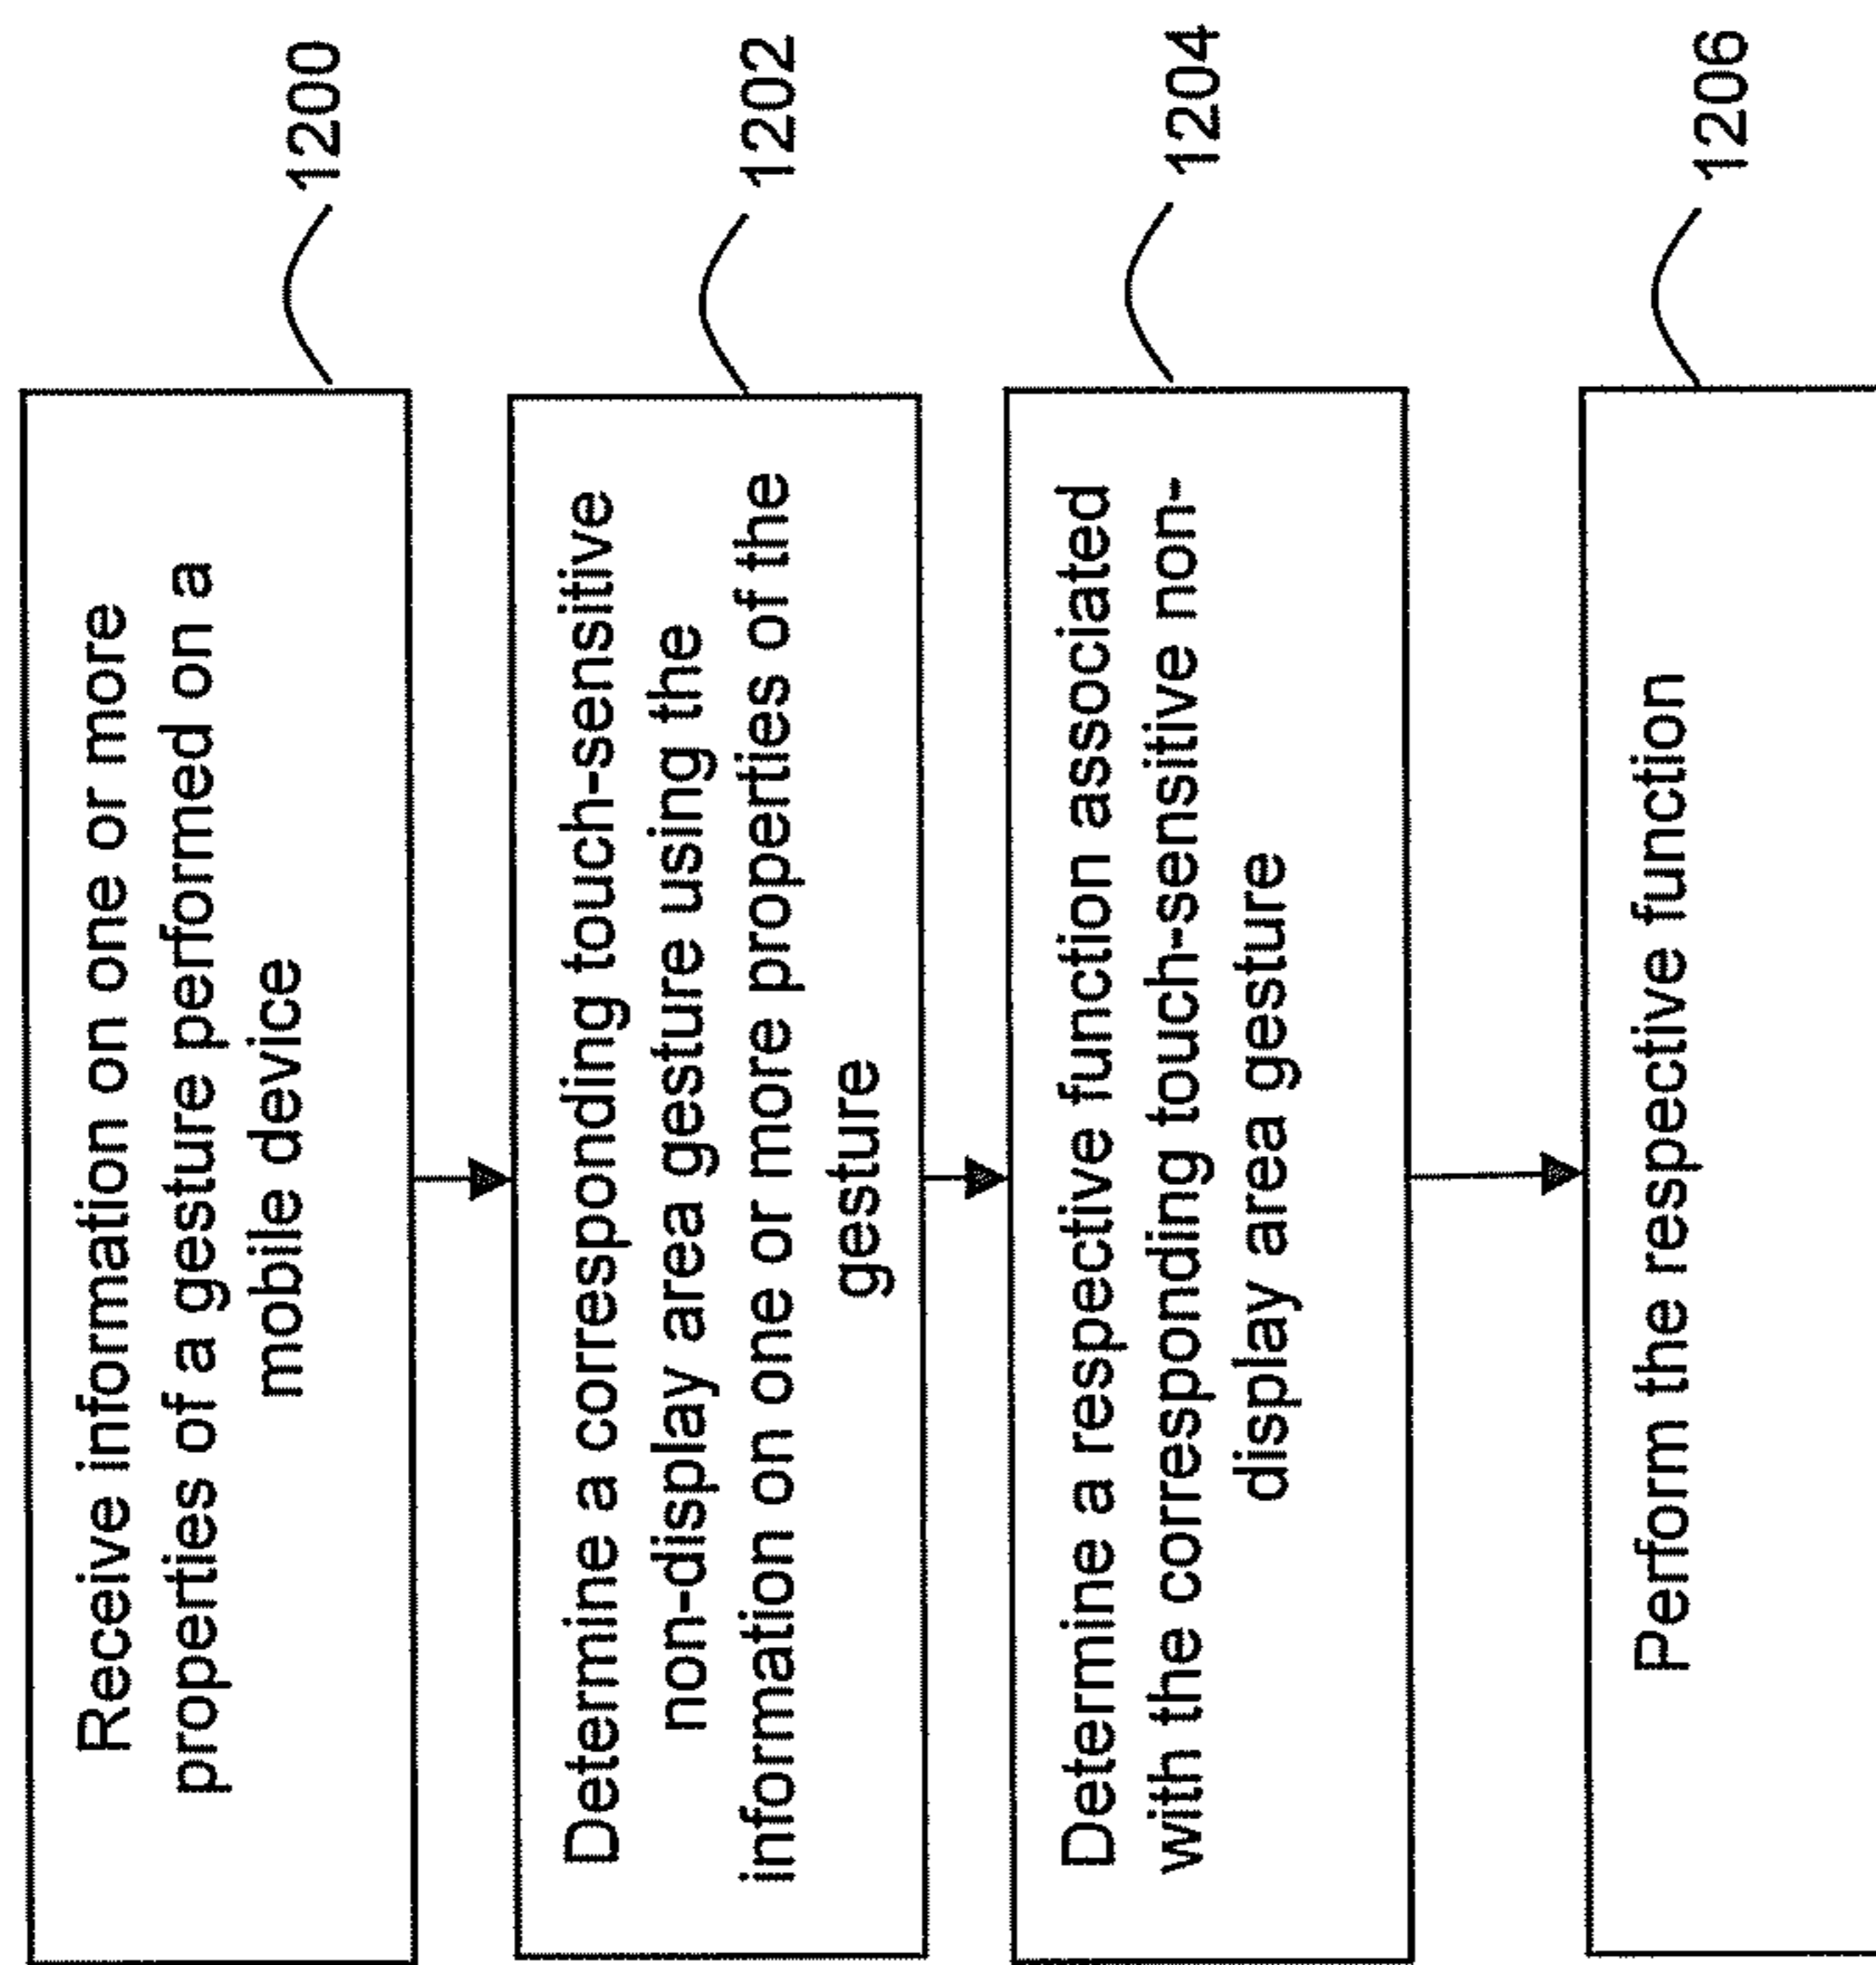 Receive information on one or more
properties of a gesture performed on a
mobile device
1200
Determine a corresponding touch-sensitive
non-display area gesture using the
information on one or more properties of the
gesture
1202
Determine a respective function associated
with the corresponding touch-sensitive non-
display area gesture
1204
Perform the respective function
1206